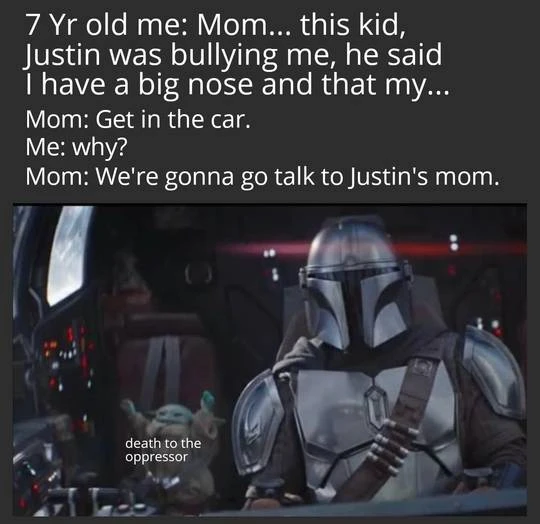 7 Yr old me: Mom... this kid,
Justin was bullying me, he said
I have a big nose and that my...
Mom: Get in the car.
Me: why?
Mom: We're gonna go talk to Justin's mom.
death to the
oppressor